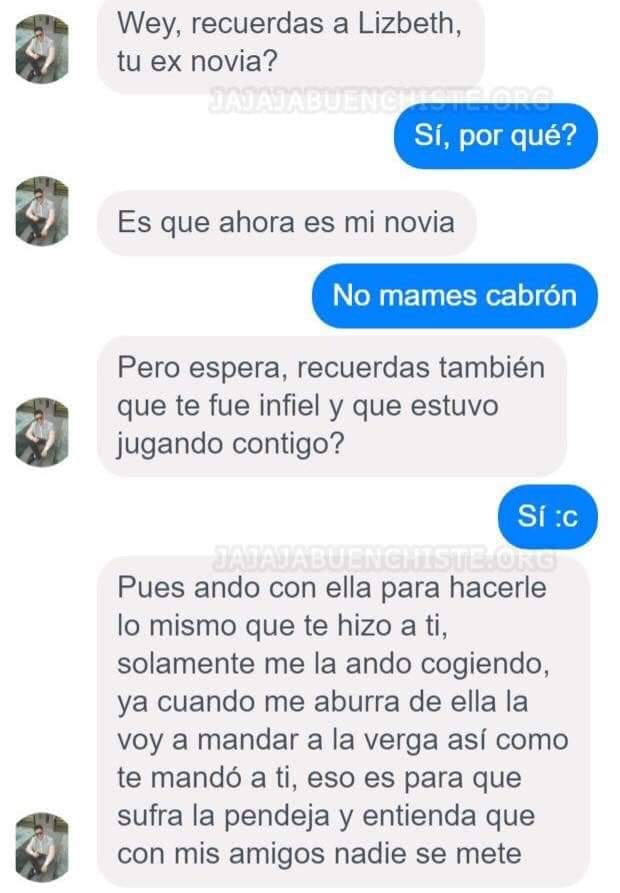 Wey, recuerdas a Lizbeth,
tu ex novia?
JAJAJABUENCHISTE.ORG
Sí, por qué?
Es que ahora es mi novia
No mames cabrón
Pero espera, recuerdas también
que te fue infiel y que estuvo
jugando contigo?
Sí :c
JAJAJABUENCHISTE.ORG
Pues ando con ella para hacerle
lo mismo que te hizo a ti,
solamente me la ando cogiendo,
ya cuando me aburra de ella la
voy a mandar a la verga así como
te mandó a ti, eso es para que
sufra la pendeja y entienda que
con mis amigos nadie se mete